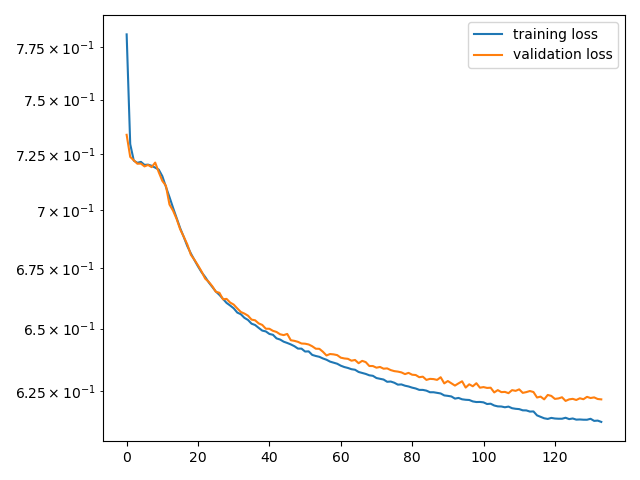 7.75 × 10⁻¹
7.5 × 10⁻¹
7.25 × 10⁻¹
7 × 10⁻¹
6.75 × 10⁻¹
6.5 × 10⁻¹
6.25 × 10⁻¹
training loss
validation loss
0 20 40 60 80 100 120